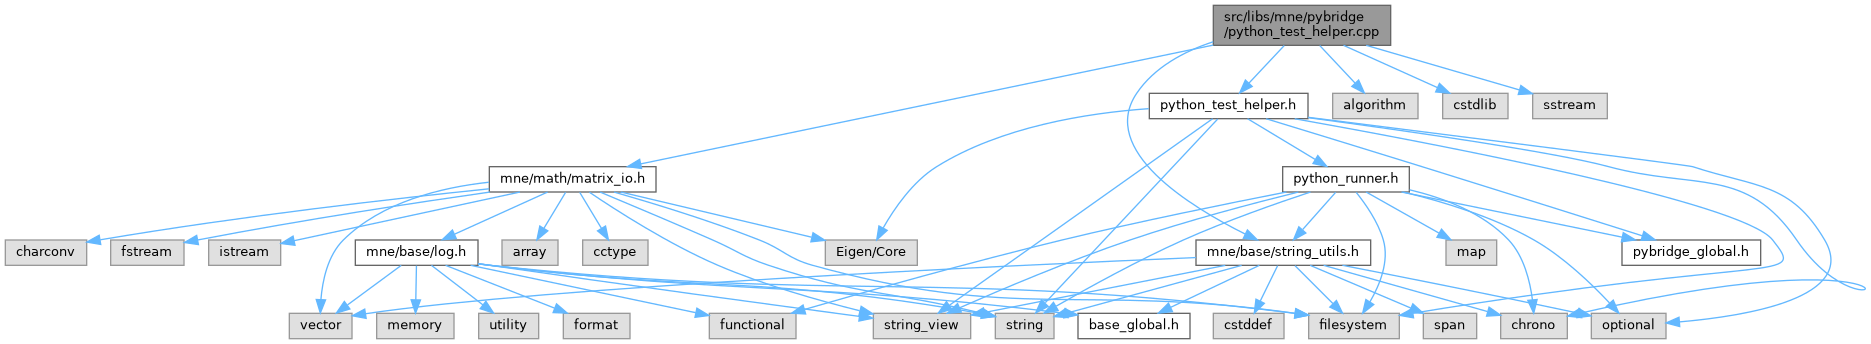 src/libs/mne/pybridge
/python_test_helper.cpp
python_test_helper.h
algorithm
cstdlib
sstream
mne/math/matrix_io.h
python_runner.h
charconv
fstream
istream
mne/base/log.h
array
cctype
Eigen/Core
mne/base/string_utils.h
map
pybridge_global.h
vector
memory
utility
format
functional
string_view
string
base_global.h
cstddef
filesystem
span
chrono
optional